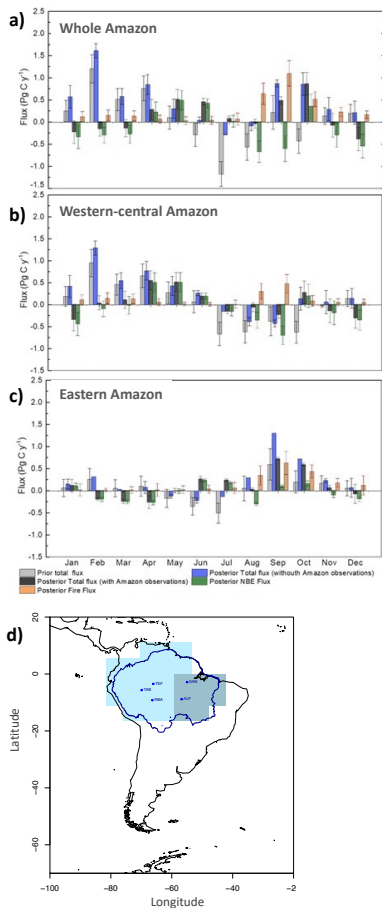 a) Whole Amazon
2.5
2.0
1.5
1.0
0.5
0.0
-0.5
-1.0
-1.5
Flux (Pg C y⁻¹)
b) Western-central Amazon
2.5
2.0
1.5
1.0
0.5
0.0
-0.5
-1.0
-1.5
Flux (Pg C y⁻¹)
c) Eastern Amazon
2.5
2.0
1.5
1.0
0.5
0.0
-0.5
-1.0
-1.5
Flux (Pg C y⁻¹)
Jan Feb Mar Apr May Jun Jul Aug Sep Oct Nov Dec
Prior total flux
Posterior Total flux (withouth Amazon observations)
Posterior Total flux (with Amazon observations)
Posterior NBE Flux
Posterior Fire Flux
d)
20
0
-20
-40
-60
-70
Latitude
TEF
TAB
RBA
ALF
-100 -80 -60 -40 -2
Longitude